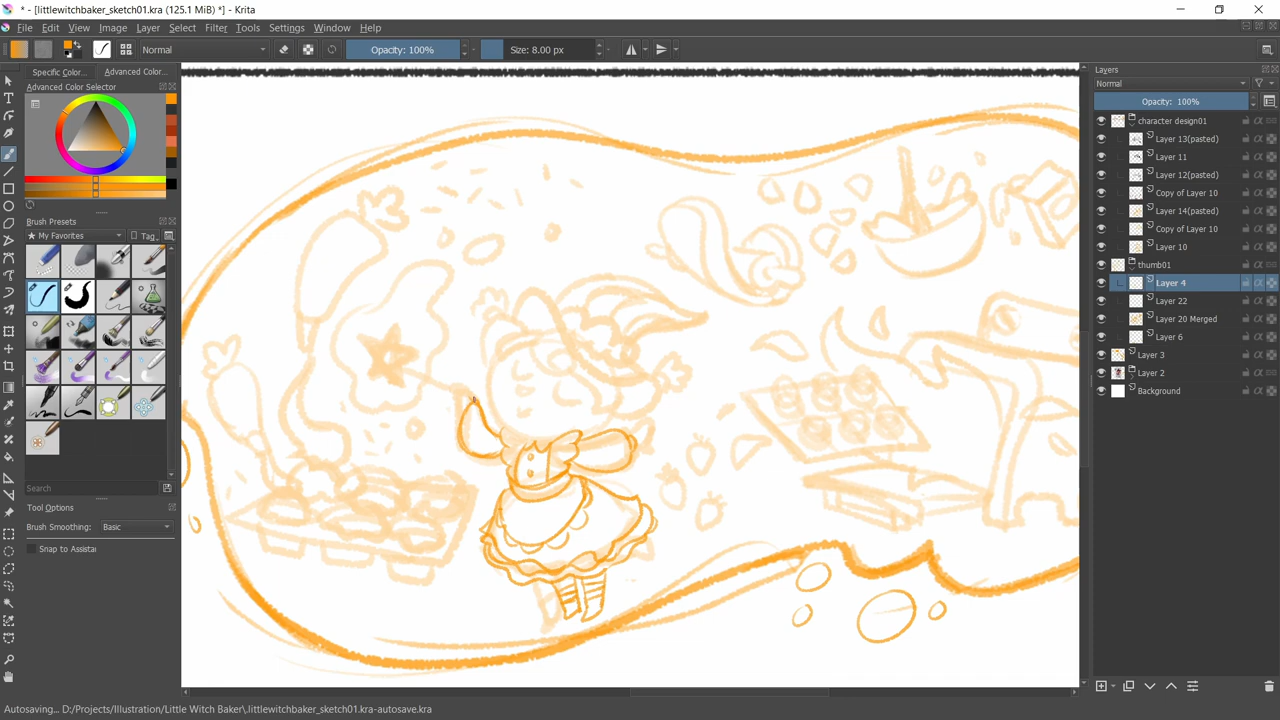 * - [littlewitchbaker_sketch01.kra (125.1 MiB) *] - Krita
File Edit View Image Layer Select Filter Tools Settings Window Help
Normal Opacity: 100% Size: 8.00 px
Specific Color... Advanced Color...
Advanced Color Selector
Brush Presets
My Favorites Tag
Search
Tool Options
Brush Smoothing: Basic
Snap to Assistar
Layers
Normal
Opacity: 100%
character design01
Layer 13(pasted)
Layer 11
Layer 12(pasted)
Copy of Layer 10
Layer 14(pasted)
Copy of Layer 10
Layer 10
thumb01
Layer 4
Layer 22
Layer 20 Merged
Layer 6
Layer 3
Layer 2
Background
Autosaving... D:/Projects/Illustration/Little Witch Baker\.littlewitchbaker_sketch01.kra-autosave.kra